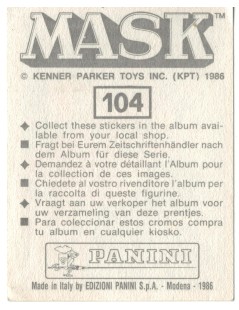 MASK™
© KENNER PARKER TOYS INC. (KPT) 1986
104
◆ Collect these stickers in the album avai-
lable from your local shop.
■ Fragt bei Eurem Zeitschriftenhändler nach
dem Album für diese Serie.
◆ Demandez à votre détaillant l'Album pour
la collection de ces images.
■ Chiedete al vostro rivenditore l'album per
la raccolta di queste figurine.
◆ Vraagt aan uw verkoper het album voor
uw verzameling van deze prentjes.
■ Para coleccionar estos cromos compra
tu album en cualquier kiosko.
PANINI
Made in Italy by EDIZIONI PANINI S.p.A. - Modena - 1986